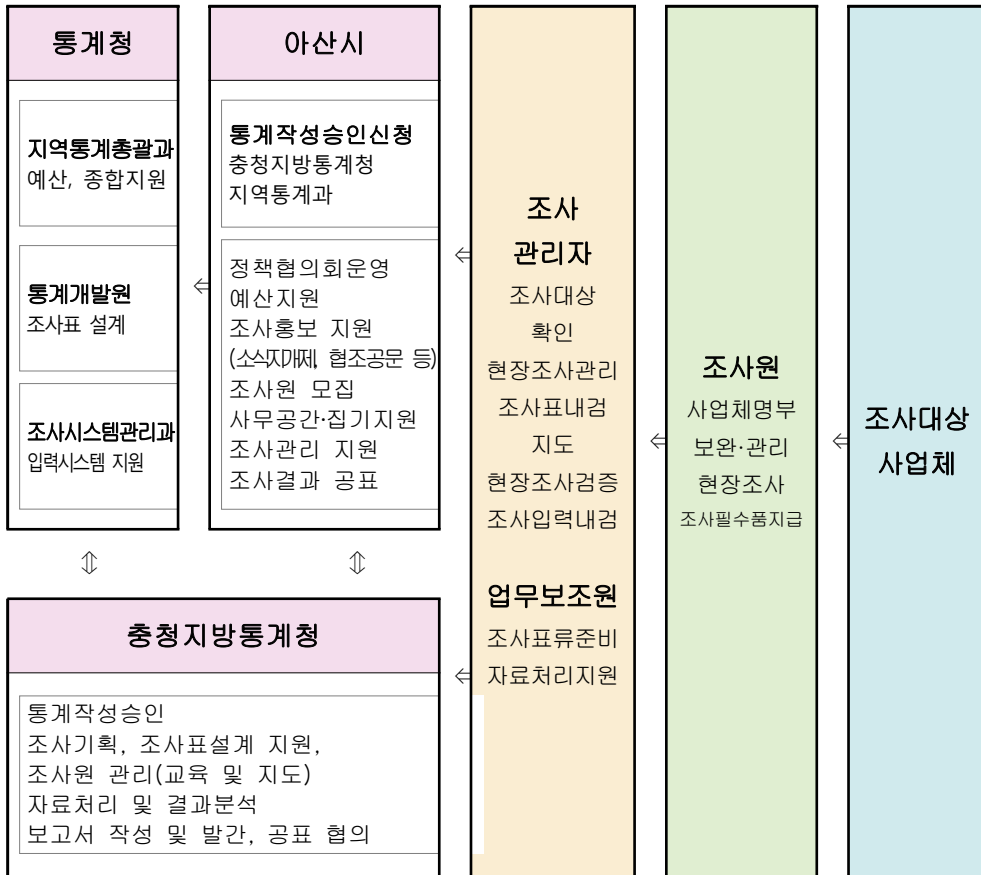 통계청
지역통계총괄과
예산, 종합지원
통계개발원
조사표 설계
조사시스템관리과
입력시스템 지원
아산시
통계작성승인신청
충청지방통계청
지역통계과
정책협의회운영
예산지원
조사홍보 지원
(소식지게재, 협조공문 등)
조사원 모집
사무공간·집기지원
조사관리 지원
조사결과 공표
⇐
⇕
⇕
충청지방통계청
통계작성승인
조사기획, 조사표설계 지원,
조사원 관리(교육 및 지도)
자료처리 및 결과분석
보고서 작성 및 발간, 공표 협의
⇐
⇐
조사
관리자
조사대상
확인
현장조사관리
조사표내검
지도
현장조사검증
조사입력내검
업무보조원
조사표류준비
자료처리지원
⇐
조사원
사업체명부
보완·관리
현장조사
조사필수품지급
⇐
조사대상
사업체